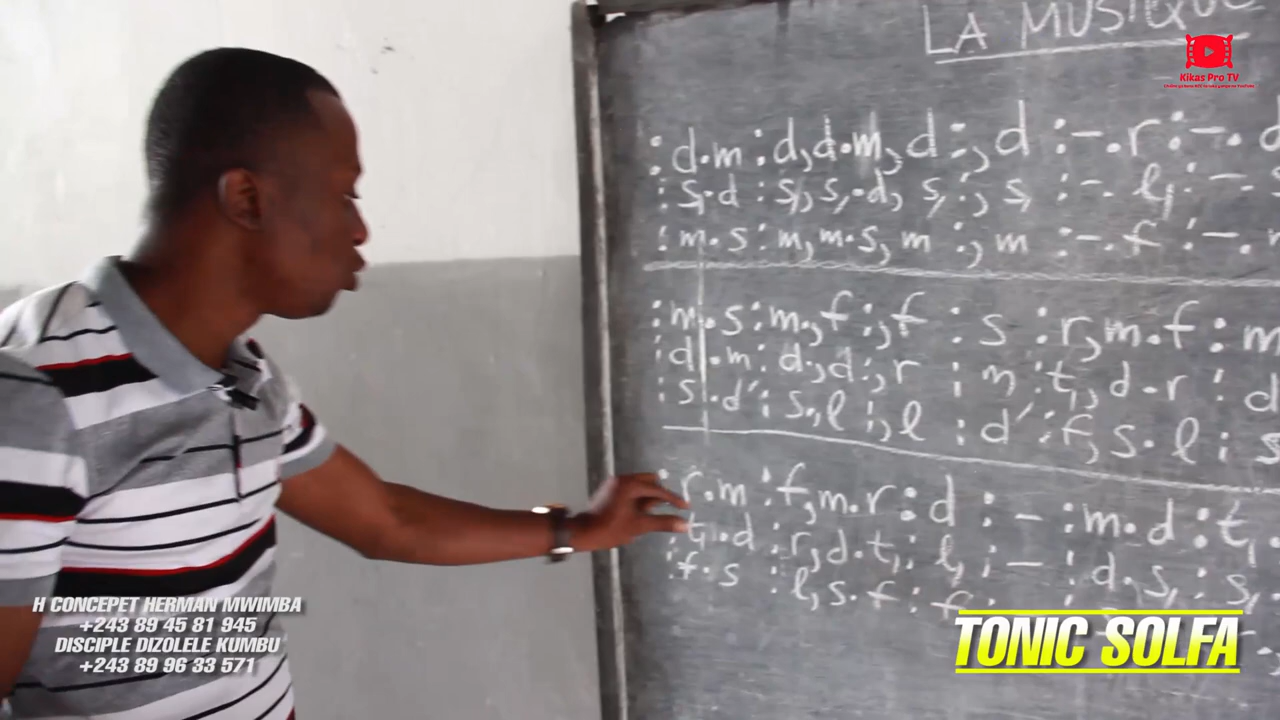 LA MUSIQUE
Kikas Pro TV
:d.m :d,d.m,d :,d :-.r :-.d
:s,.d :s,,s,.d,s, :,s, :-.l, :-.s
:m.s :m,m.s,m :,m :-.f :-.m
:m.s :m.,f :,f :s :r,m.f :m
:d.m :d.,d :,r :m :t,,d.r :d
:s.d' :s.,l :,l :d' :f,s.l :s
:r.m :f,m.r :d :- :m.d :t,.
t,.d :r,d.t, :l, :- :d.s, :s,
:f.s :l,s.f :f
TONIC SOLFA
H CONCEPET HERMAN MWIMBA
+243 89 45 81 945
DISCIPLE DIZOLELE KUMBU
+243 89 96 33 571